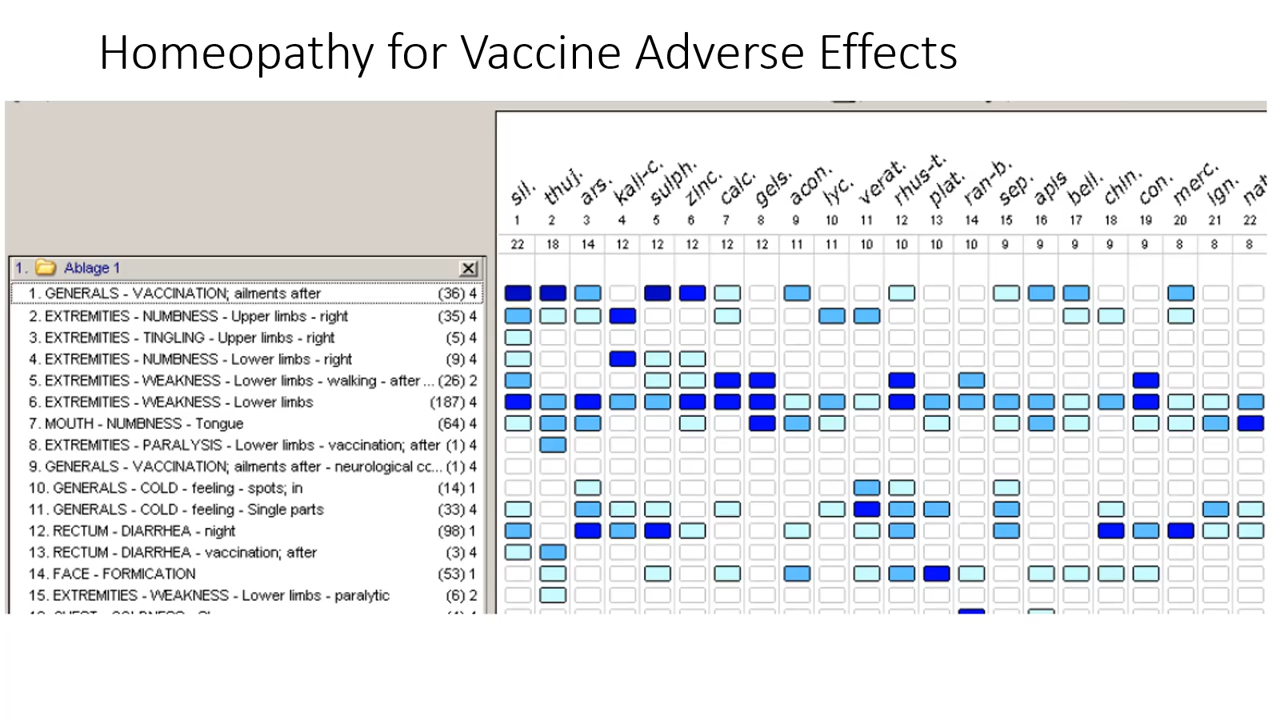 Homeopathy for Vaccine Adverse Effects
sil. thuj. ars. kali-c. sulph. zinc. calc. gels. acon. lyc. verat. rhus-t. plat. ran-b. sep. apis bell. chin. con. merc. ign. nat
1 2 3 4 5 6 7 8 9 10 11 12 13 14 15 16 17 18 19 20 21 22
22 18 14 12 12 12 12 12 11 11 10 10 10 10 9 9 9 9 9 8 8 8
1. Ablage 1
1. GENERALS - VACCINATION; ailments after (36) 4
2. EXTREMITIES - NUMBNESS - Upper limbs - right (35) 4
3. EXTREMITIES - TINGLING - Upper limbs - right (5) 4
4. EXTREMITIES - NUMBNESS - Lower limbs - right (9) 4
5. EXTREMITIES - WEAKNESS - Lower limbs - walking - after ... (26) 2
6. EXTREMITIES - WEAKNESS - Lower limbs (187) 4
7. MOUTH - NUMBNESS - Tongue (64) 4
8. EXTREMITIES - PARALYSIS - Lower limbs - vaccination; after (1) 4
9. GENERALS - VACCINATION; ailments after - neurological cc... (1) 4
10. GENERALS - COLD - feeling - spots; in (14) 1
11. GENERALS - COLD - feeling - Single parts (33) 4
12. RECTUM - DIARRHEA - night (98) 1
13. RECTUM - DIARRHEA - vaccination; after (3) 4
14. FACE - FORMICATION (53) 1
15. EXTREMITIES - WEAKNESS - Lower limbs - paralytic (6) 2